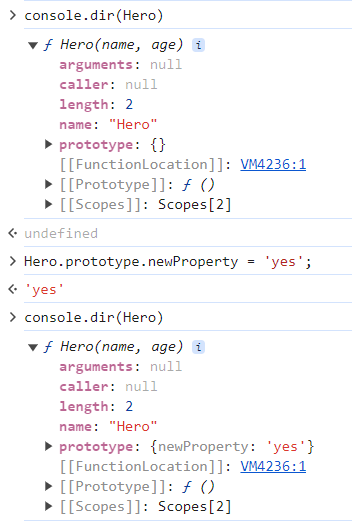 console.dir(Hero)
ƒ Hero(name, age) i
arguments: null
caller: null
length: 2
name: "Hero"
prototype: {}
[[FunctionLocation]]: VM4236:1
[[Prototype]]: ƒ ()
[[Scopes]]: Scopes[2]
undefined
Hero.prototype.newProperty = 'yes';
'yes'
console.dir(Hero)
ƒ Hero(name, age) i
arguments: null
caller: null
length: 2
name: "Hero"
prototype: {newProperty: 'yes'}
[[FunctionLocation]]: VM4236:1
[[Prototype]]: ƒ ()
[[Scopes]]: Scopes[2]